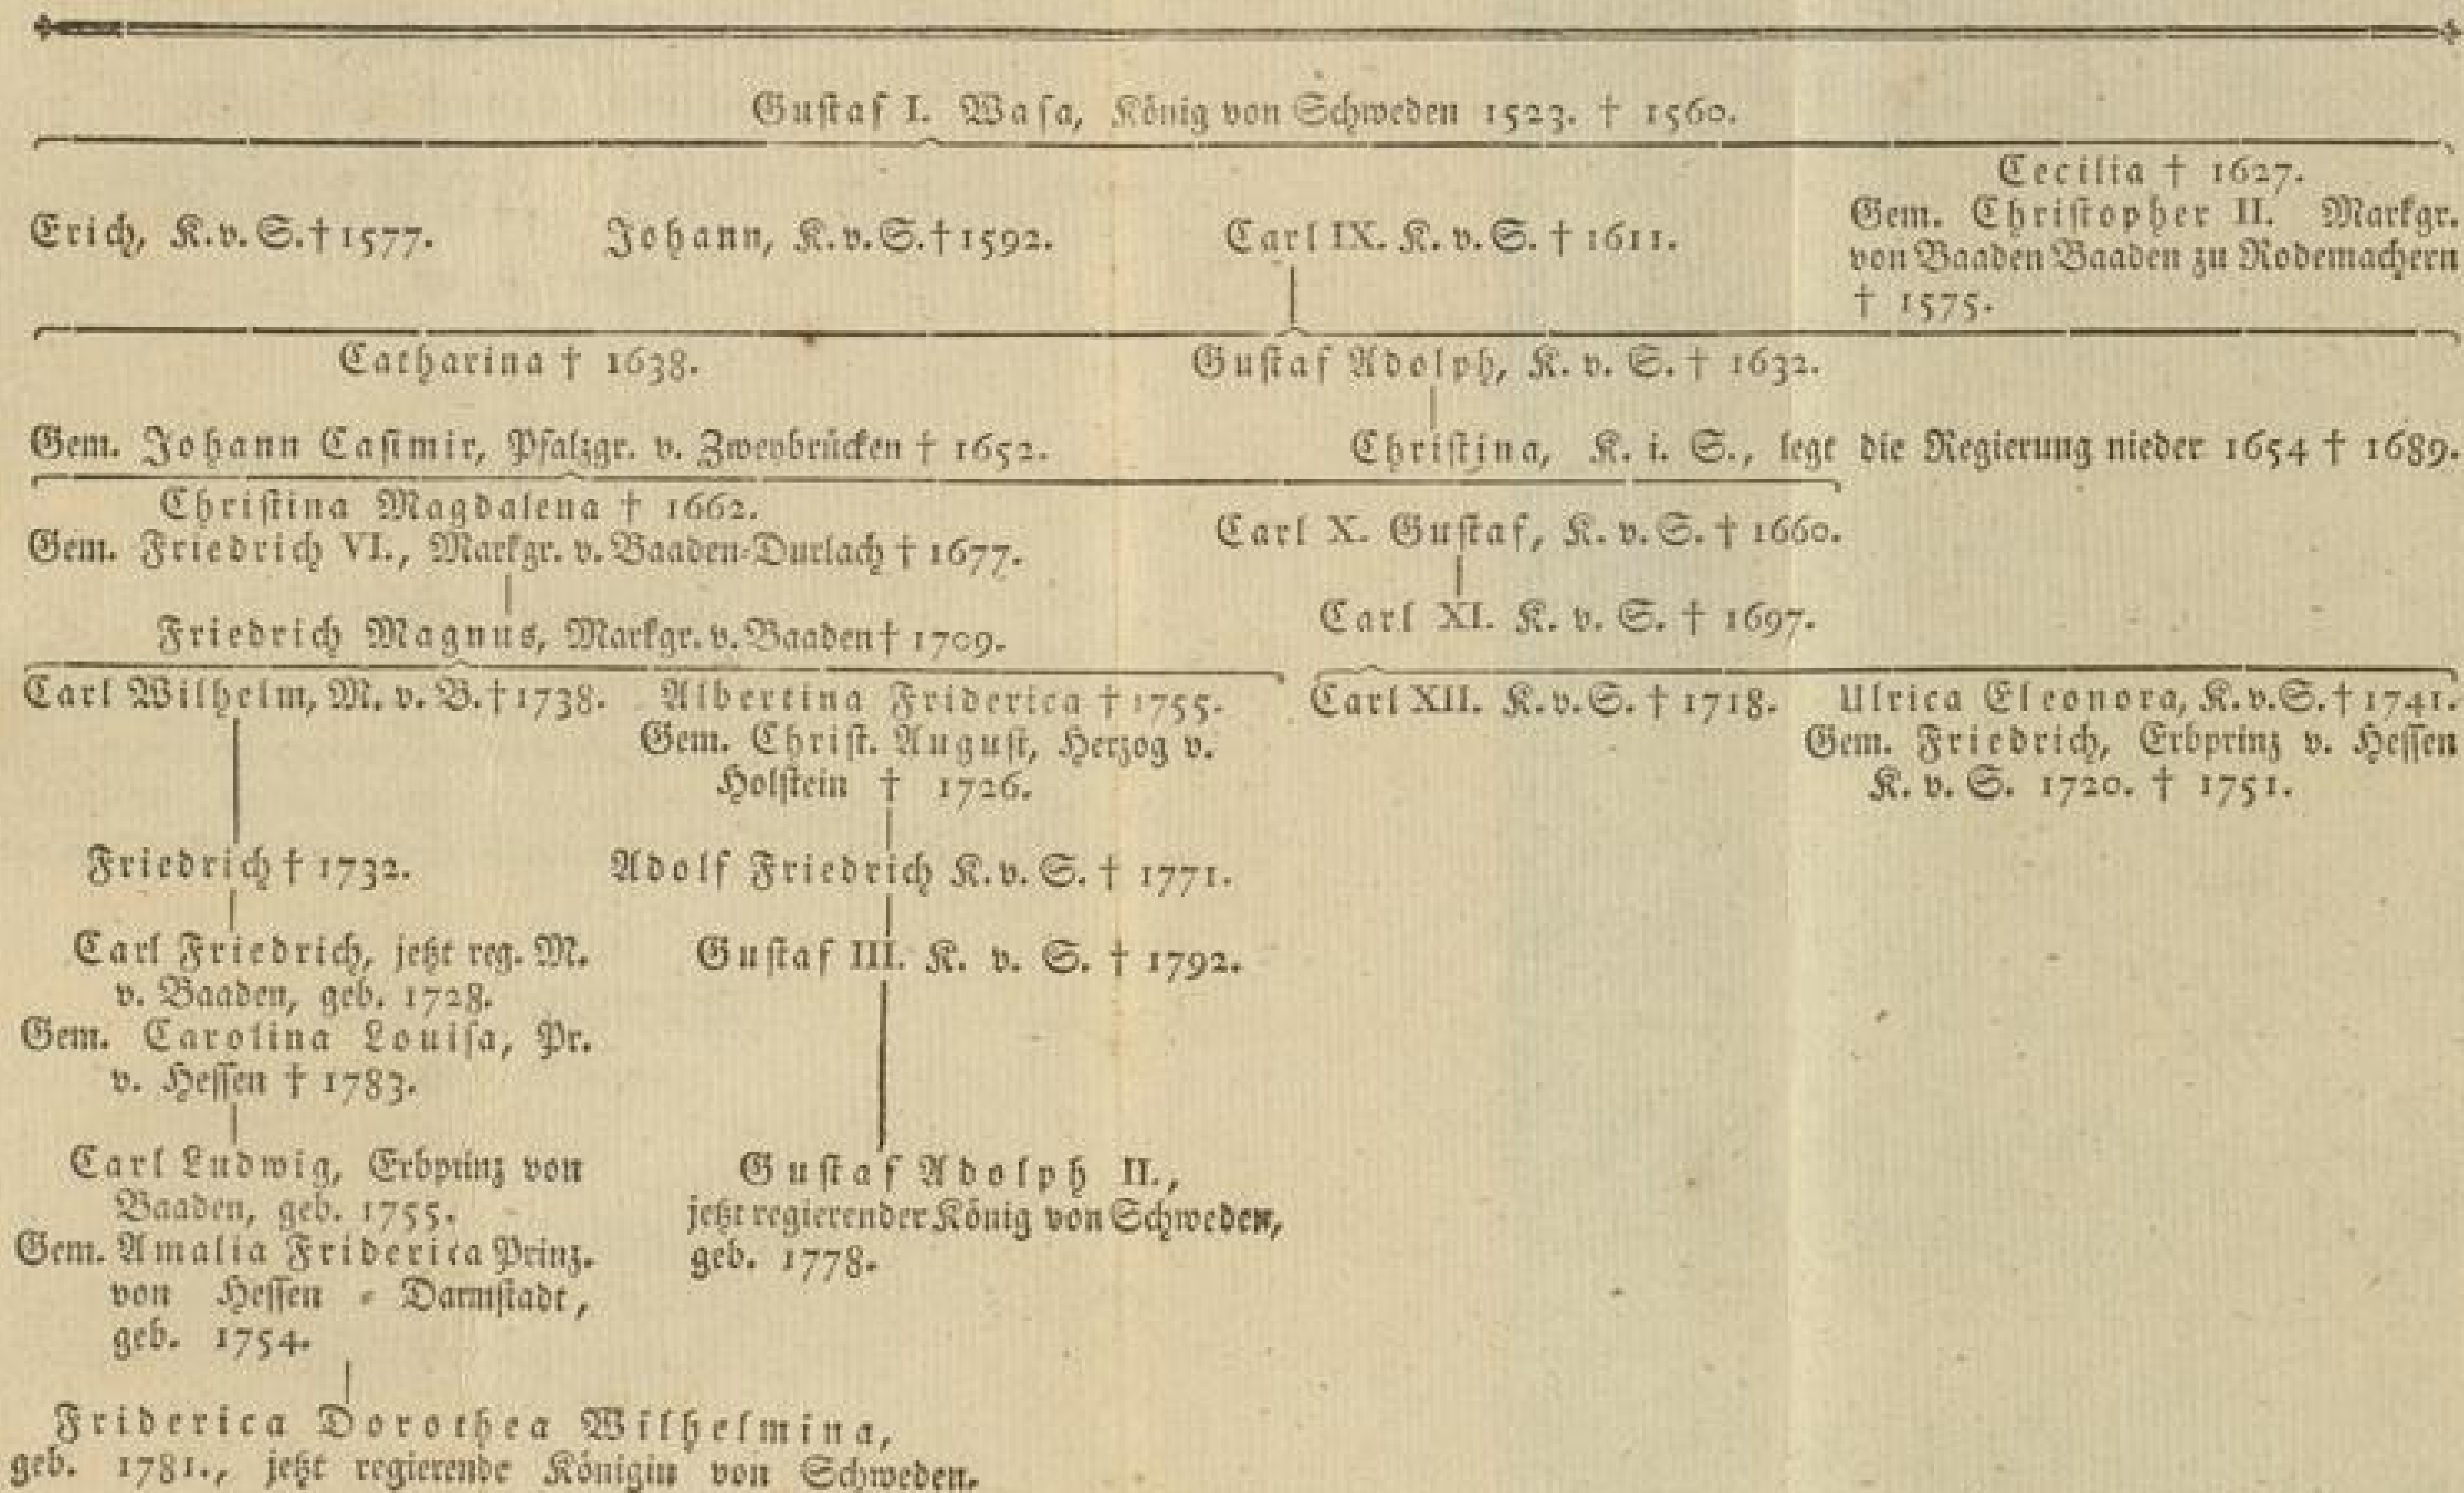 Gustaf I. Wasa, König von Schweden 1523. † 1560.
Erich, K.v.S.† 1577.
Johann, K.v.S.† 1592.
Carl IX. K.v.S. † 1611.
Cecilia † 1627.
Gem. Christopher II. Markgr.
von Baaden Baaden zu Rodemachern
† 1575.
Catharina † 1638.
Gem. Johann Casimir, Pfalzgr. v. Zweybrücken † 1652.
Gustaf Adolph, K. v. S. † 1632.
Christina, K. i. S., legt die Regierung nieder 1654 † 1689.
Christina Magdalena † 1662.
Gem. Friedrich VI., Markgr. v. Baaden-Durlach † 1677.
Carl X. Gustaf, K. v. S. † 1660.
Friedrich Magnus, Markgr. v. Baaden † 1709.
Carl XI. K. v. S. † 1697.
Carl Wilhelm, M. v. B. † 1738.
Albertina Friderica † 1755.
Gem. Christ. August, Herzog v.
Holstein † 1726.
Carl XII. K.v.S. † 1718.
Ulrica Eleonora, K.v.S. † 1741.
Gem. Friedrich, Erbprinz v. Hessen
K. v. S. 1720. † 1751.
Friedrich † 1732.
Adolf Friedrich K.v.S. † 1771.
Carl Friedrich, jetzt reg. M.
v. Baaden, geb. 1728.
Gem. Carolina Louisa, Pr.
v. Hessen † 1783.
Gustaf III. K. v. S. † 1792.
Carl Ludwig, Erbprinz von
Baaden, geb. 1755.
Gem. Amalia Friderica Prinz.
von Hessen-Darmstadt,
geb. 1754.
Gustaf Adolph II.,
jetzt regierender König von Schweden,
geb. 1778.
Friderica Dorothea Wilhelmina,
geb. 1781., jetzt regierende Königin von Schweden.